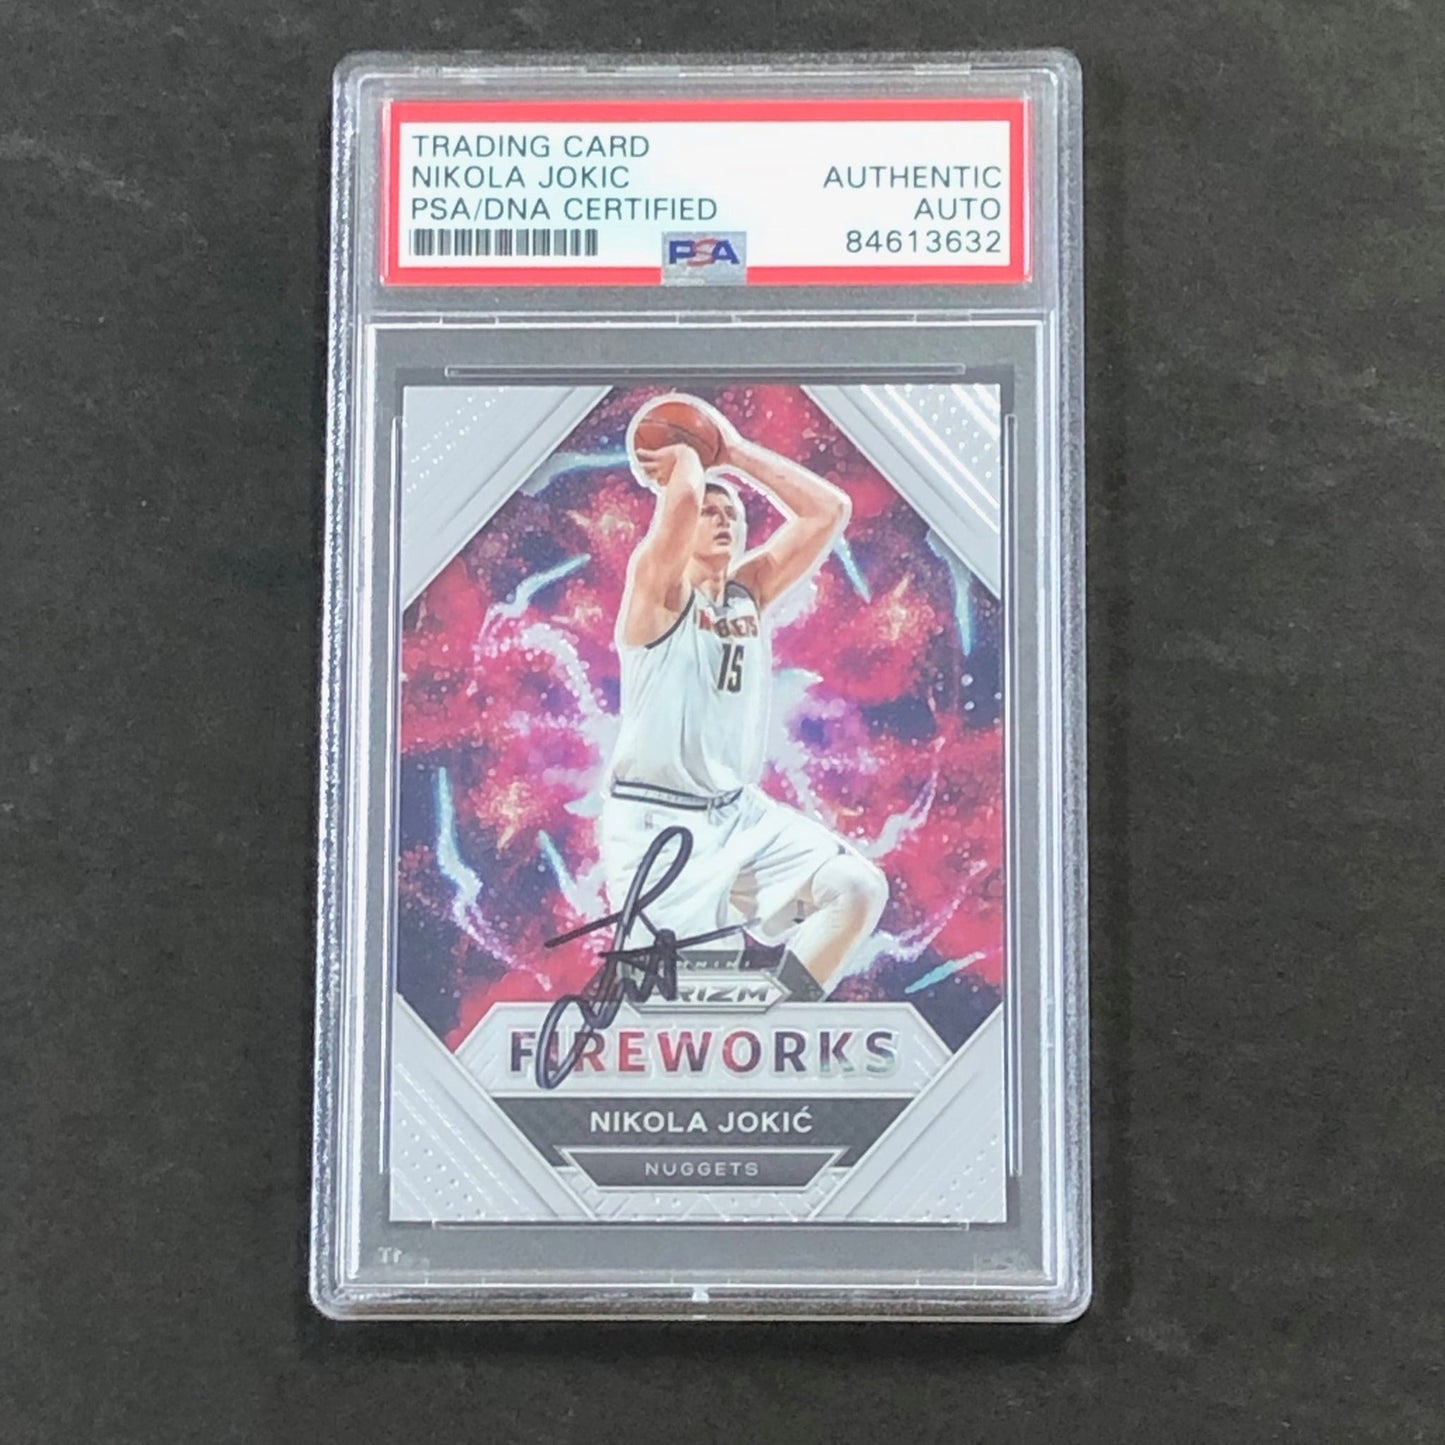 TRADING CARD
NIKOLA JOKIC
PSA/DNA CERTIFIED
AUTHENTIC
AUTO
84613632
PSA
NUGGETS
15
PRIZM
FIREWORKS
NIKOLA JOKIĆ
NUGGETS